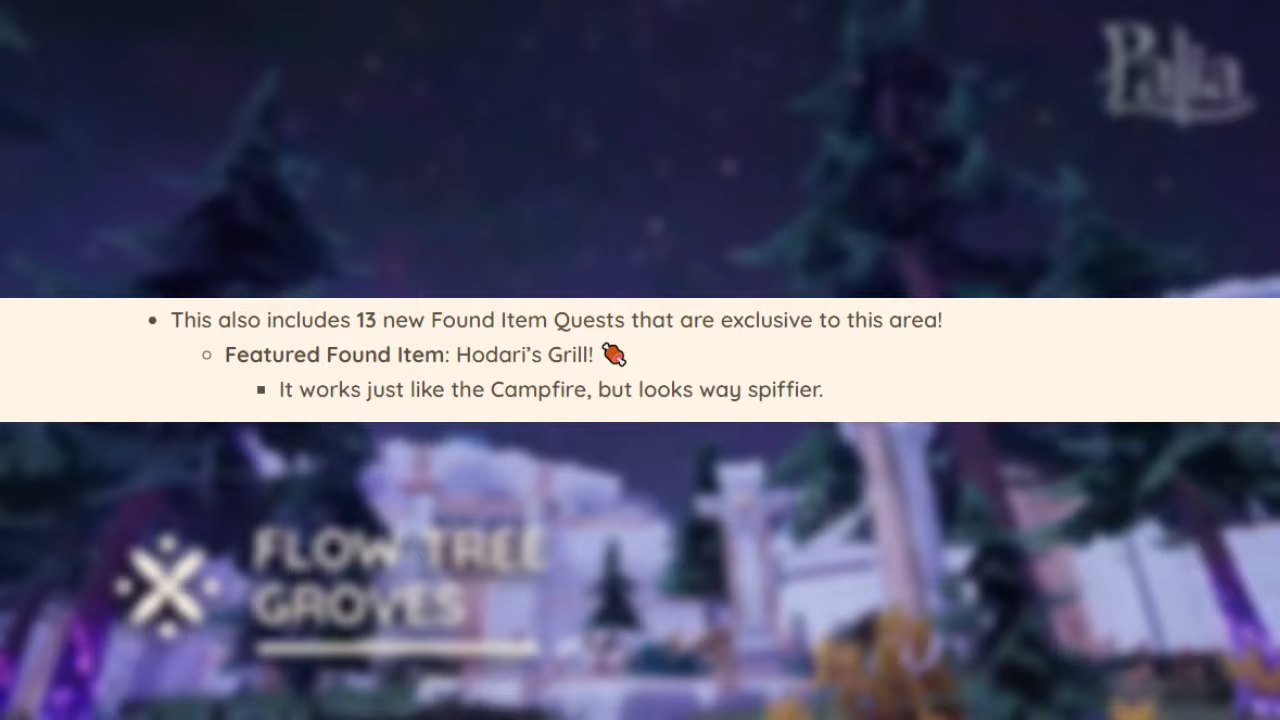 Palia
• This also includes 13 new Found Item Quests that are exclusive to this area!
○ Featured Found Item: Hodari’s Grill! 🍖
▪ It works just like the Campfire, but looks way spiffier.
FLOW TREE
GROVES